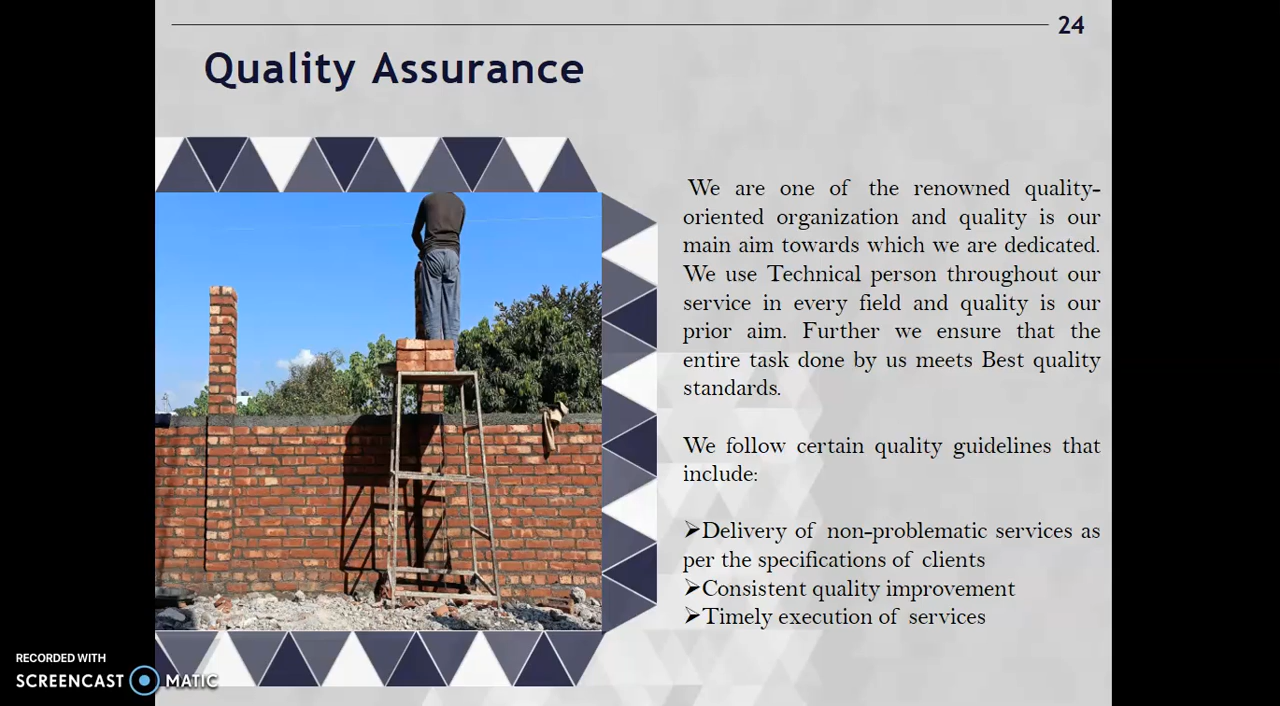 24
Quality Assurance
We are one of the renowned quality-
oriented organization and quality is our
main aim towards which we are dedicated.
We use Technical person throughout our
service in every field and quality is our
prior aim. Further we ensure that the
entire task done by us meets Best quality
standards.
We follow certain quality guidelines that
include:
➢Delivery of non-problematic services as
per the specifications of clients
➢Consistent quality improvement
➢Timely execution of services
RECORDED WITH
SCREENCAST MATIC